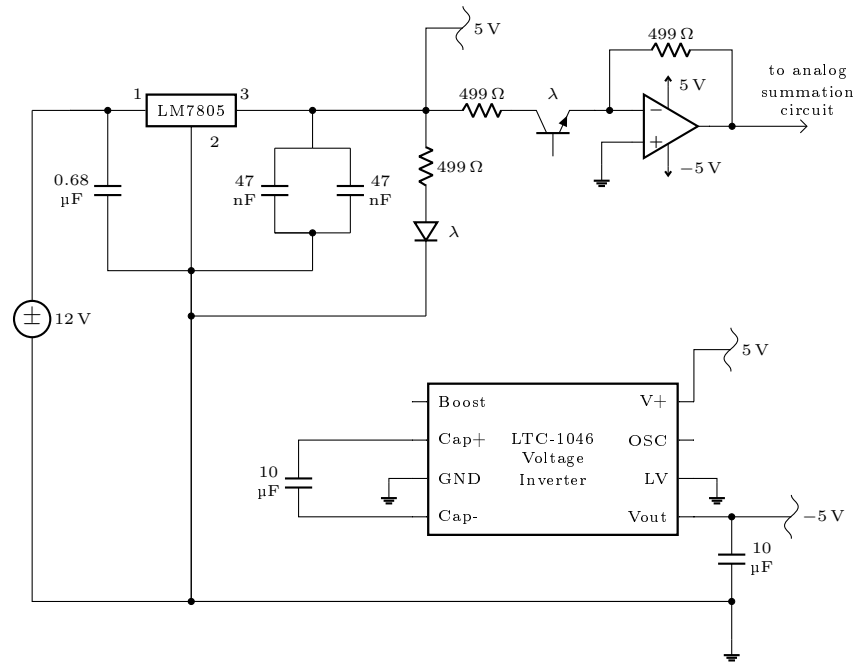 5 V
499 Ω
5 V
to analog
summation
circuit
499 Ω
λ
1
LM7805
3
2
−
+
−5 V
0.68
µF
47
nF
47
nF
499 Ω
λ
±
12 V
5 V
Boost
V+
Cap+
LTC-1046
OSC
Voltage
10
µF
GND
Inverter
LV
Cap-
Vout
−5 V
10
µF